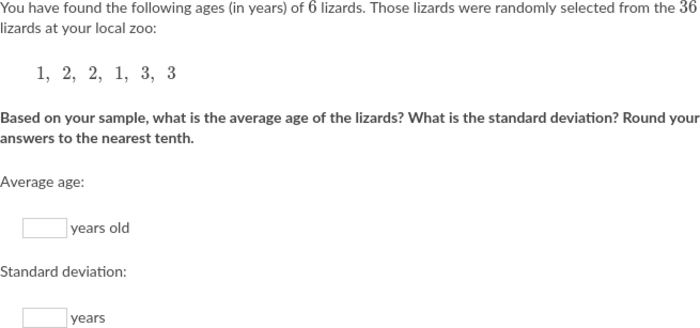 You have found the following ages (in years) of 6 lizards. Those lizards were randomly selected from the 36
lizards at your local zoo:
1, 2, 2, 1, 3, 3
Based on your sample, what is the average age of the lizards? What is the standard deviation? Round your
answers to the nearest tenth.
Average age:
years old
Standard deviation:
years